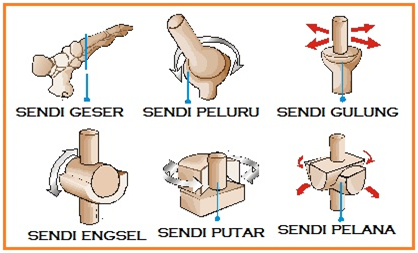 SENDI GESER
SENDI PELURU
SENDI GULUNG
SENDI ENGSEL
SENDI PUTAR
SENDI PELANA